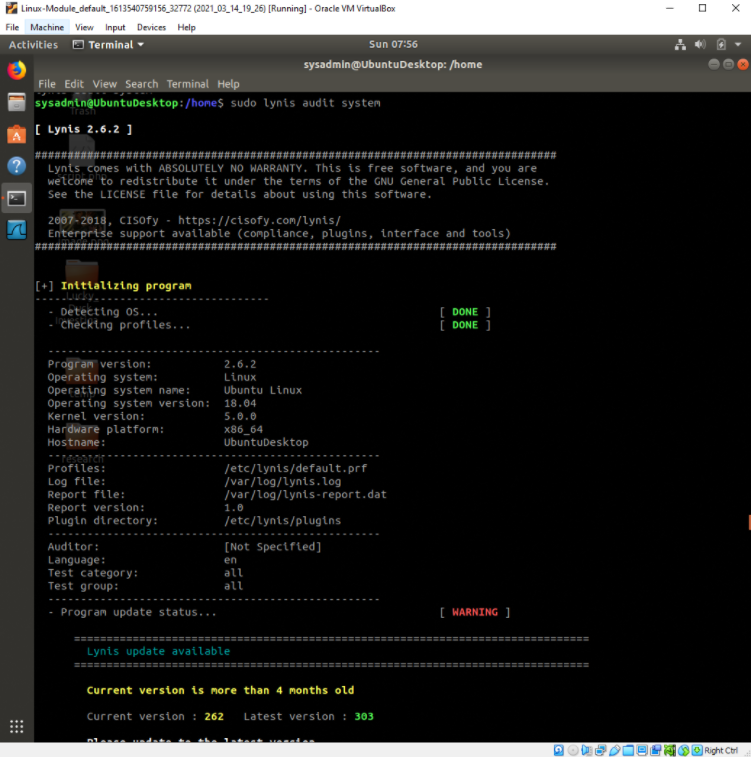 Linux-Module_default_1613540759156_32772 (2021_03_14_19_26) [Running] - Oracle VM VirtualBox
File Machine View Input Devices Help
Activities Terminal Sun 07:56
sysadmin@UbuntuDesktop: /home
File Edit View Search Terminal Help
sysadmin@UbuntuDesktop:/home$ sudo lynis audit system
Trash
[ Lynis 2.6.2 ]
################################################################################
Lynis comes with ABSOLUTELY NO WARRANTY. This is free software, and you are
welcome to redistribute it under the terms of the GNU General Public License.
See the LICENSE file for details about using this software.
2007-2018, CISOfy - https://cisofy.com/lynis/
Enterprise support available (compliance, plugins, interface and tools)
################################################################################
[+] Initializing program
------------------------------------
- Detecting OS... [ DONE ]
- Checking profiles... [ DONE ]
---------------------------------------------------
Program version: 2.6.2
Operating system: Linux
Operating system name: Ubuntu Linux
Operating system version: 18.04
Kernel version: 5.0.0
Hardware platform: x86_64
Hostname: UbuntuDesktop
---------------------------------------------------
research
Profiles: /etc/lynis/default.prf
Log file: /var/log/lynis.log
Report file: /var/log/lynis-report.dat
Report version: 1.0
Plugin directory: /etc/lynis/plugins
---------------------------------------------------
Auditor: [Not Specified]
Language: en
Test category: all
Test group: all
---------------------------------------------------
- Program update status... [ WARNING ]
===============================================================================
Lynis update available
===============================================================================
Current version is more than 4 months old
Current version : 262 Latest version : 303
Please update to the latest version
Right Ctrl